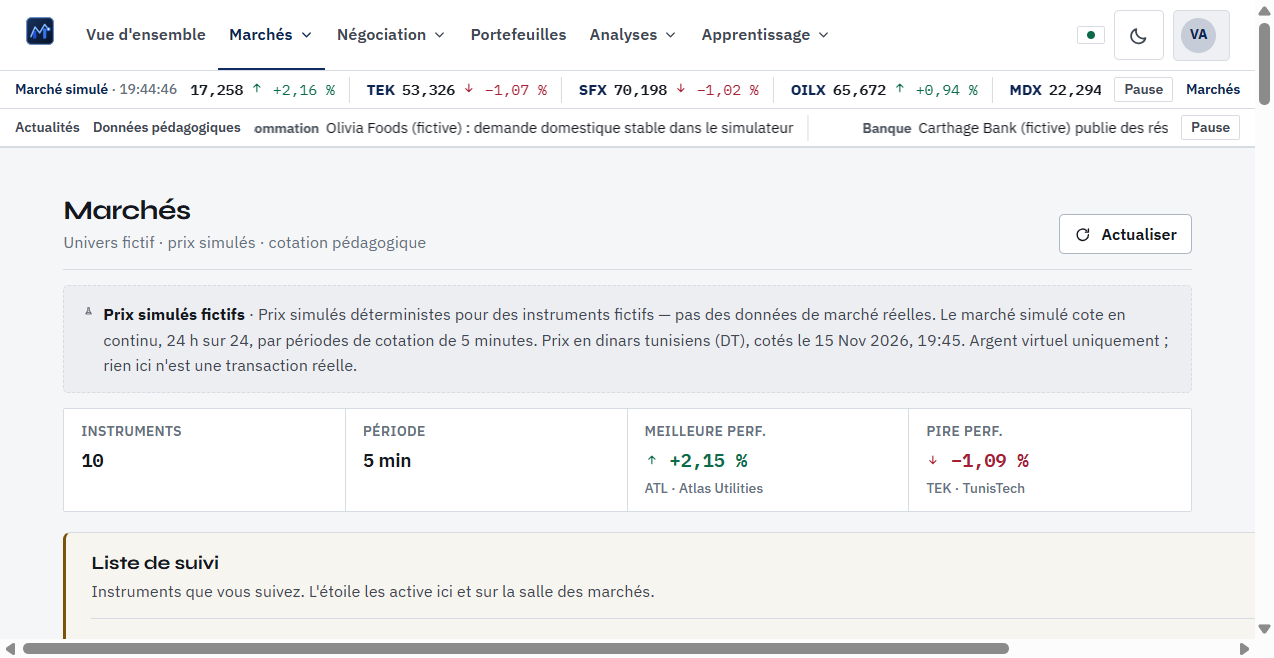 Vue d'ensemble Marchés Négociation Portefeuilles Analyses Apprentissage VA
Marché simulé · 19:44:46 17,258 ↑ +2,16 % TEK 53,326 ↓ −1,07 % SFX 70,198 ↓ −1,02 % OILX 65,672 ↑ +0,94 % MDX 22,294 Pause Marchés
Actualités Données pédagogiques ommation Olivia Foods (fictive) : demande domestique stable dans le simulateur Banque Carthage Bank (fictive) publie des rés Pause
Marchés
Univers fictif · prix simulés · cotation pédagogique
Actualiser
Prix simulés fictifs · Prix simulés déterministes pour des instruments fictifs — pas des données de marché réelles. Le marché simulé cote en
continu, 24 h sur 24, par périodes de cotation de 5 minutes. Prix en dinars tunisiens (DT), cotés le 15 Nov 2026, 19:45. Argent virtuel uniquement ;
rien ici n'est une transaction réelle.
INSTRUMENTS PÉRIODE MEILLEURE PERF. PIRE PERF.
10 5 min ↑ +2,15 % ↓ −1,09 %
ATL · Atlas Utilities TEK · TunisTech
Liste de suivi
Instruments que vous suivez. L'étoile les active ici et sur la salle des marchés.